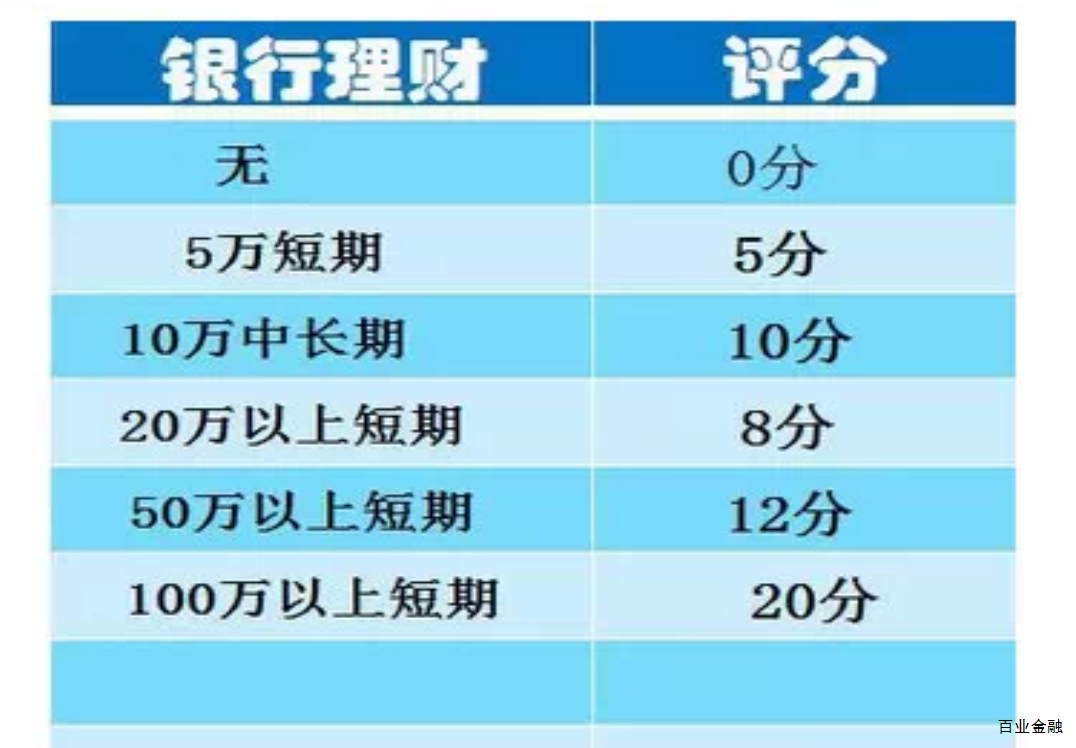 银行理财 评分
无 0分
5万短期 5分
10万中长期 10分
20万以上短期 8分
50万以上短期 12分
100万以上短期 20分
百业金融